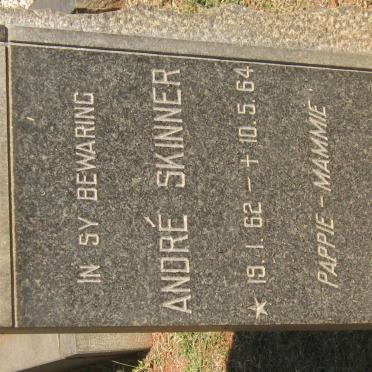 IN SY BEWARING
ANDRÉ SKINNER
★ 19.1.62 — + 10.5.64
PAPPIE – MAMMIE